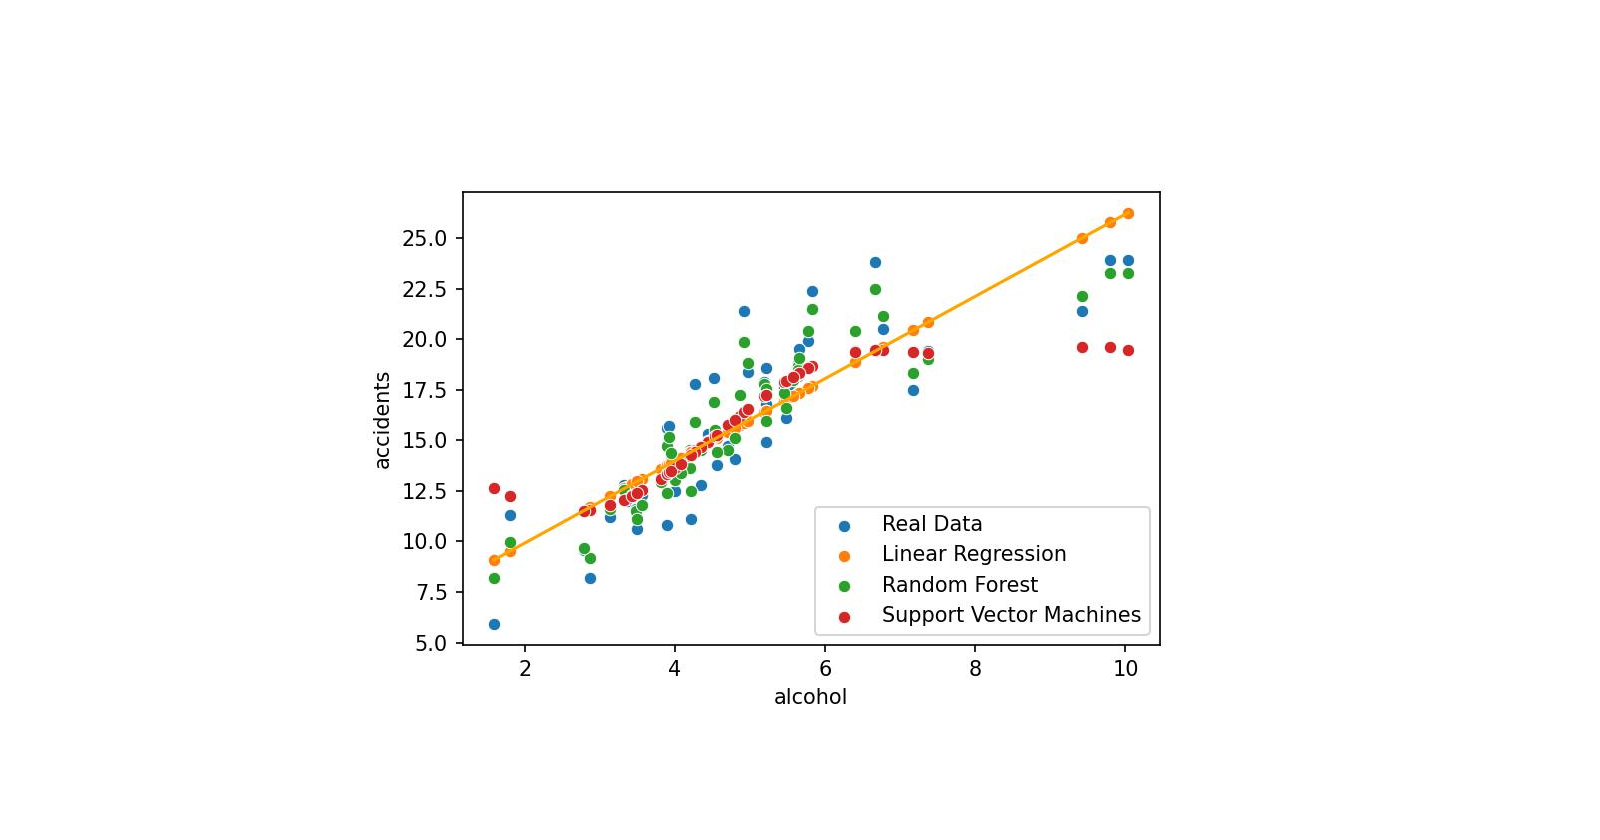 25.0
22.5
20.0
17.5
15.0
12.5
10.0
7.5
5.0
accidents
2 4 6 8 10
alcohol
Real Data
Linear Regression
Random Forest
Support Vector Machines